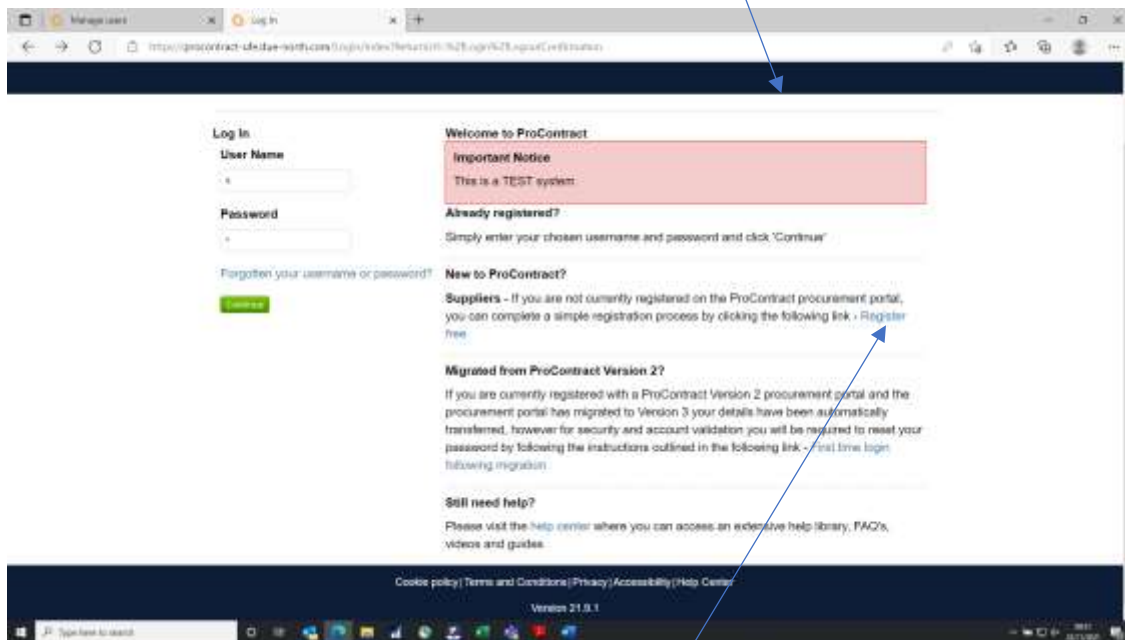 Manage users
Log In
Log In
User Name
Password
Forgotten your username or password?
Continue
Welcome to ProContract
Important Notice
This is a TEST system
Already registered?
Simply enter your chosen username and password and click 'Continue'
New to ProContract?
Suppliers - If you are not currently registered on the ProContract procurement portal,
you can complete a simple registration process by clicking the following link - Register
free
Migrated from ProContract Version 2?
If you are currently registered with a ProContract Version 2 procurement portal and the
procurement portal has migrated to Version 3 your details have been automatically
transferred, however for security and account validation you will be required to reset your
password by following the instructions outlined in the following link - First time login
following migration
Still need help?
Please visit the help center where you can access an extensive help library, FAQ's,
videos and guides
Cookie policy | Terms and Conditions | Privacy | Accessibility | Help Center
Version 21.9.1
Type here to search